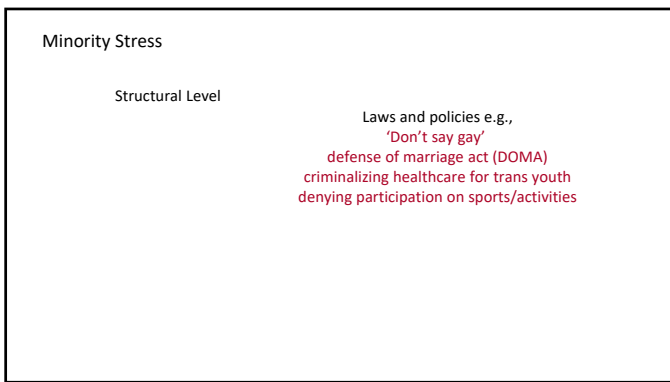 Minority Stress
Structural Level
Laws and policies e.g.,
‘Don’t say gay’
defense of marriage act (DOMA)
criminalizing healthcare for trans youth
denying participation on sports/activities